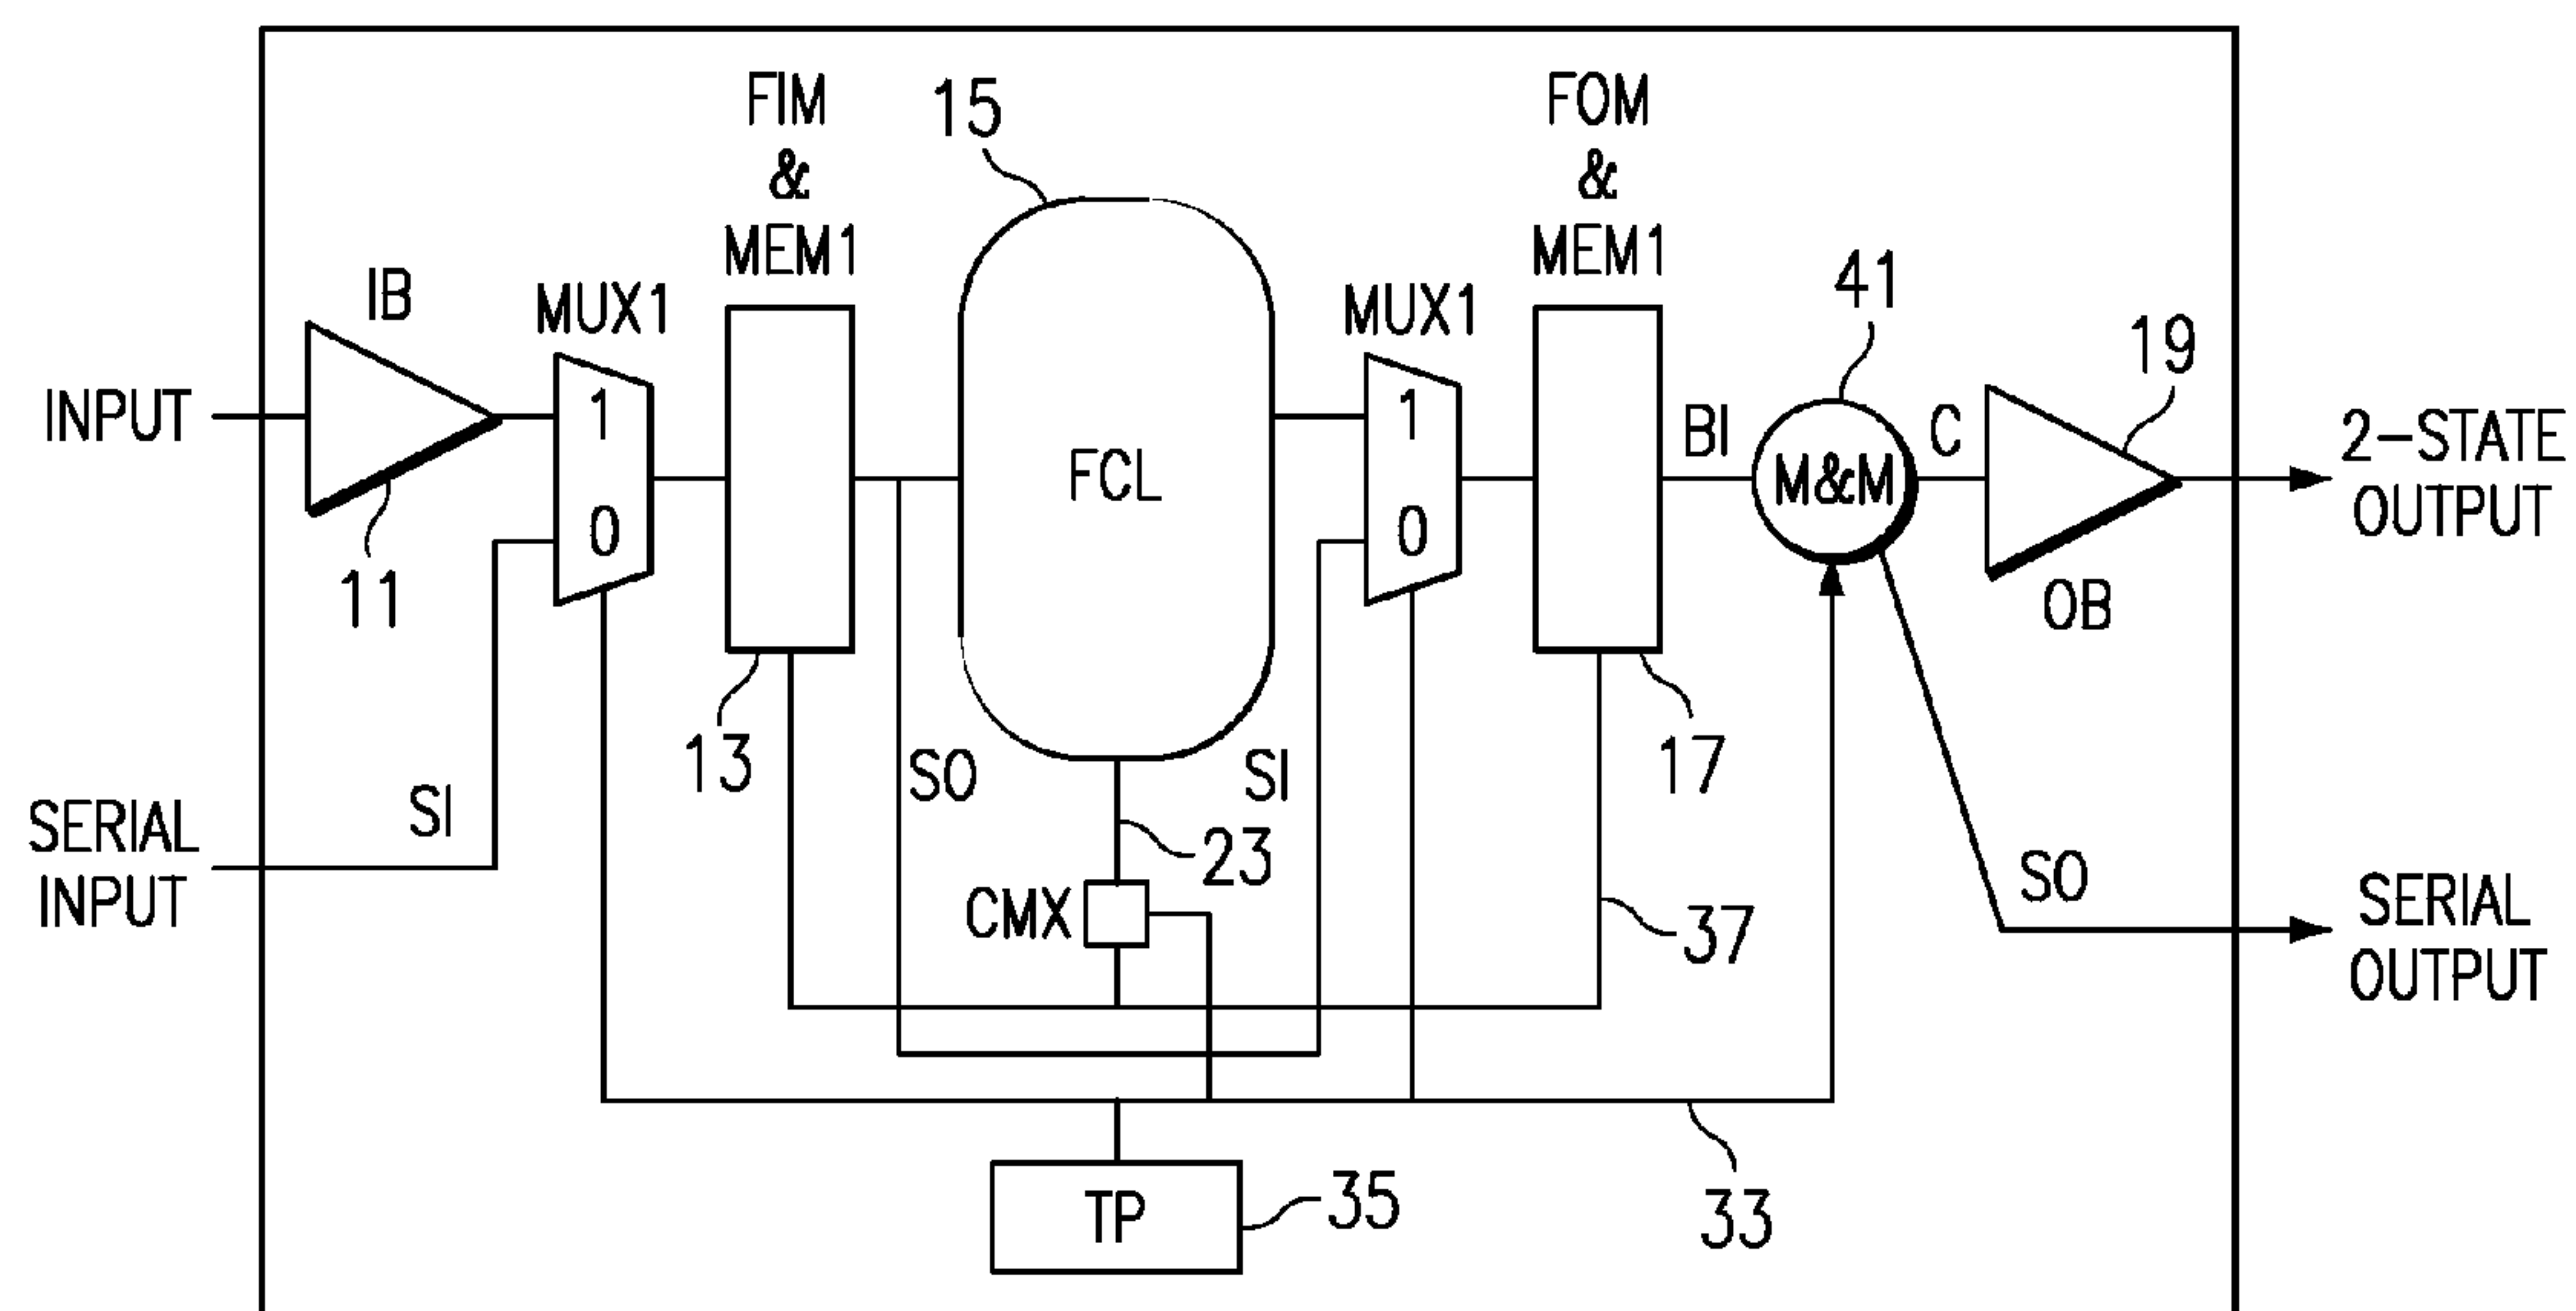 FIM
&
MEM1
15
FOM
&
MEM1
41
19
IB
MUX1
MUX1
INPUT
1
0
FCL
1
0
BI
M&M
C
2-STATE
OUTPUT
11
OB
13
SO
SI
17
SERIAL
INPUT
SI
23
CMX
37
SO
SERIAL
OUTPUT
TP
35
33